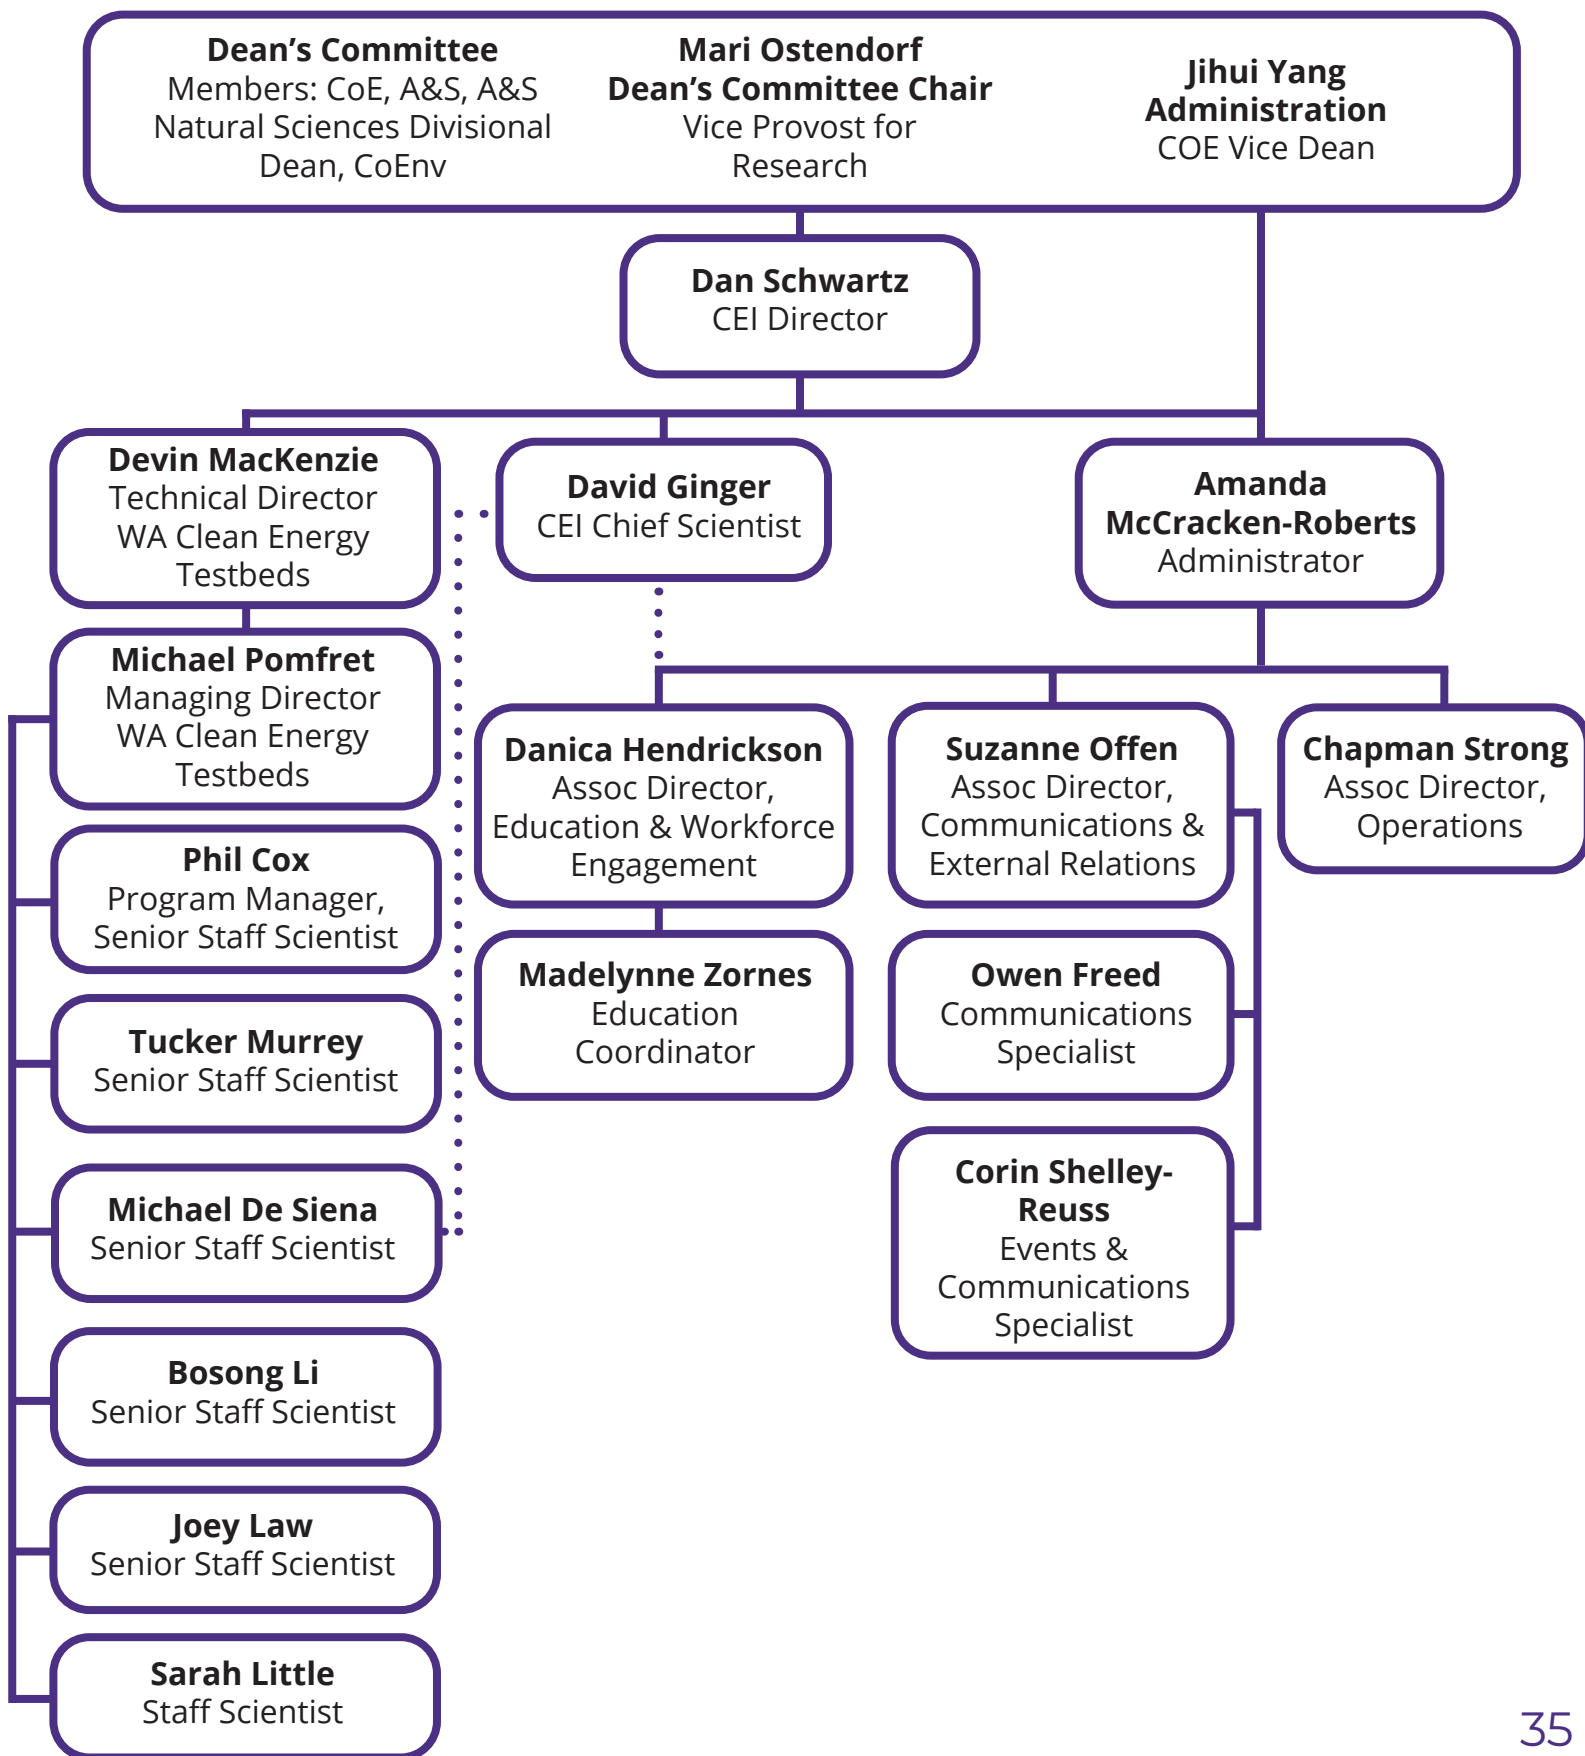 Dean’s Committee
Members: CoE, A&S, A&S
Natural Sciences Divisional
Dean, CoEnv
Mari Ostendorf
Dean’s Committee Chair
Vice Provost for
Research
Jihui Yang
Administration
COE Vice Dean
Dan Schwartz
CEI Director
Devin MacKenzie
Technical Director
WA Clean Energy
Testbeds
David Ginger
CEI Chief Scientist
Amanda
McCracken-Roberts
Administrator
Michael Pomfret
Managing Director
WA Clean Energy
Testbeds
Danica Hendrickson
Assoc Director,
Education & Workforce
Engagement
Suzanne Offen
Assoc Director,
Communications &
External Relations
Chapman Strong
Assoc Director,
Operations
Phil Cox
Program Manager,
Senior Staff Scientist
Madelynne Zornes
Education
Coordinator
Owen Freed
Communications
Specialist
Tucker Murrey
Senior Staff Scientist
Michael De Siena
Senior Staff Scientist
Corin Shelley-
Reuss
Events &
Communications
Specialist
Bosong Li
Senior Staff Scientist
Joey Law
Senior Staff Scientist
Sarah Little
Staff Scientist
35